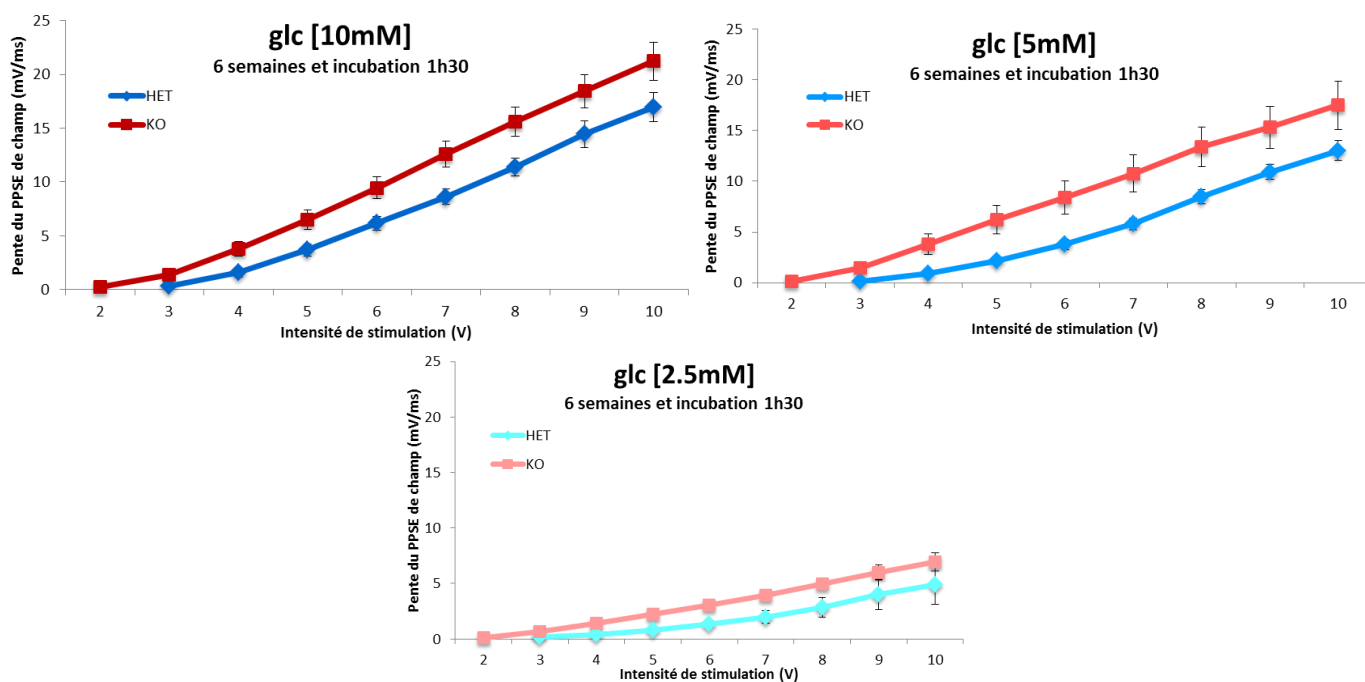 glc [10mM]
6 semaines et incubation 1h30
HET
KO
Pente du PPSE de champ (mV/ms)
25
20
15
10
5
0
2 3 4 5 6 7 8 9 10
Intensité de stimulation (V)
glc [5mM]
6 semaines et incubation 1h30
HET
KO
Pente du PPSE de champ (mV/ms)
25
20
15
10
5
0
2 3 4 5 6 7 8 9 10
Intensité de stimulation (V)
glc [2.5mM]
6 semaines et incubation 1h30
HET
KO
Pente du PPSE de champ (mV/ms)
25
20
15
10
5
0
2 3 4 5 6 7 8 9 10
Intensité de stimulation (V)